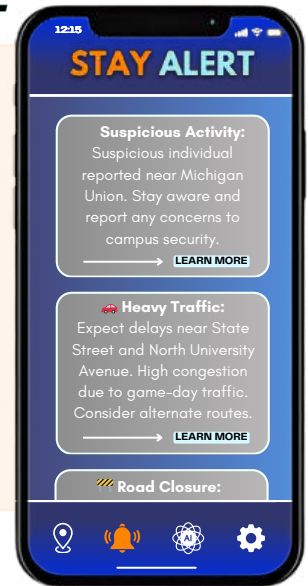 12:15
STAY ALERT
Suspicious Activity:
Suspicious individual
reported near Michigan
Union. Stay aware and
report any concerns to
campus security.
LEARN MORE
Heavy Traffic:
Expect delays near State
Street and North University
Avenue. High congestion
due to game-day traffic.
Consider alternate routes.
LEARN MORE
Road Closure:
AI